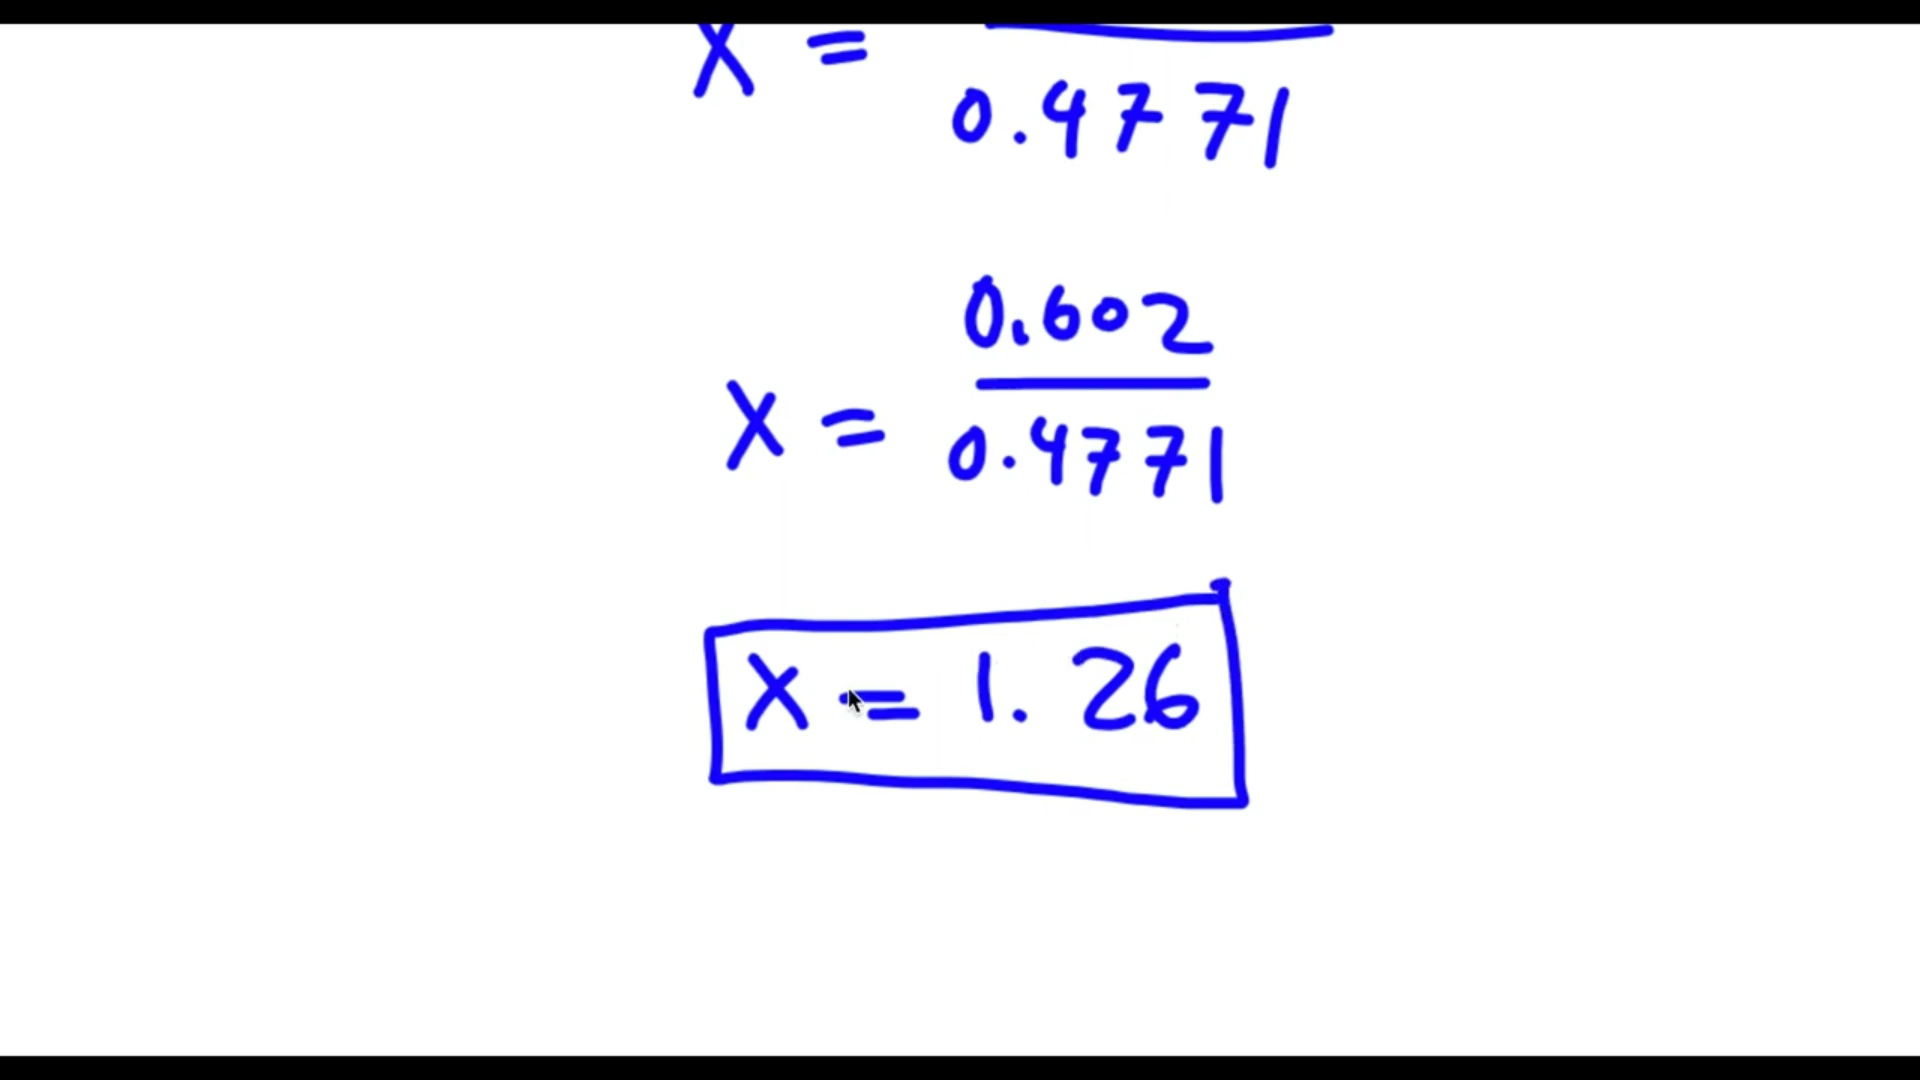 X =
0.4771
0.602
X =
0.4771
X = 1.26